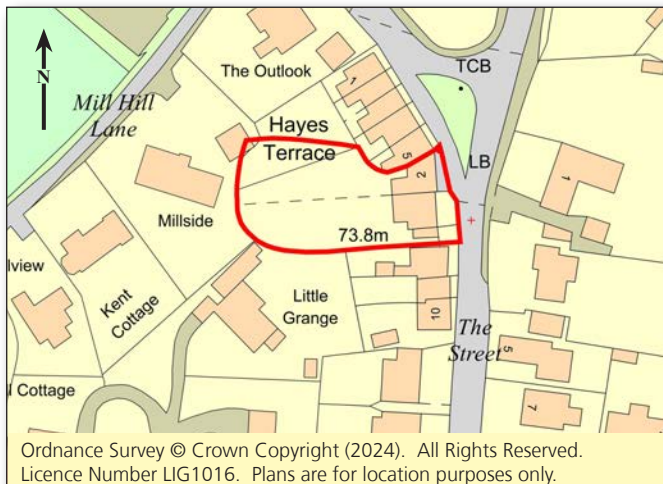 N
The Outlook
TCB
Mill Hill
Lane
1
Hayes
Terrace
5
2
LB
1
Millside
73.8m
lview
Kent
Cottage
Little
Grange
10
The
Street
5
7
l Cottage
Ordnance Survey © Crown Copyright (2024). All Rights Reserved.
Licence Number LIG1016. Plans are for location purposes only.